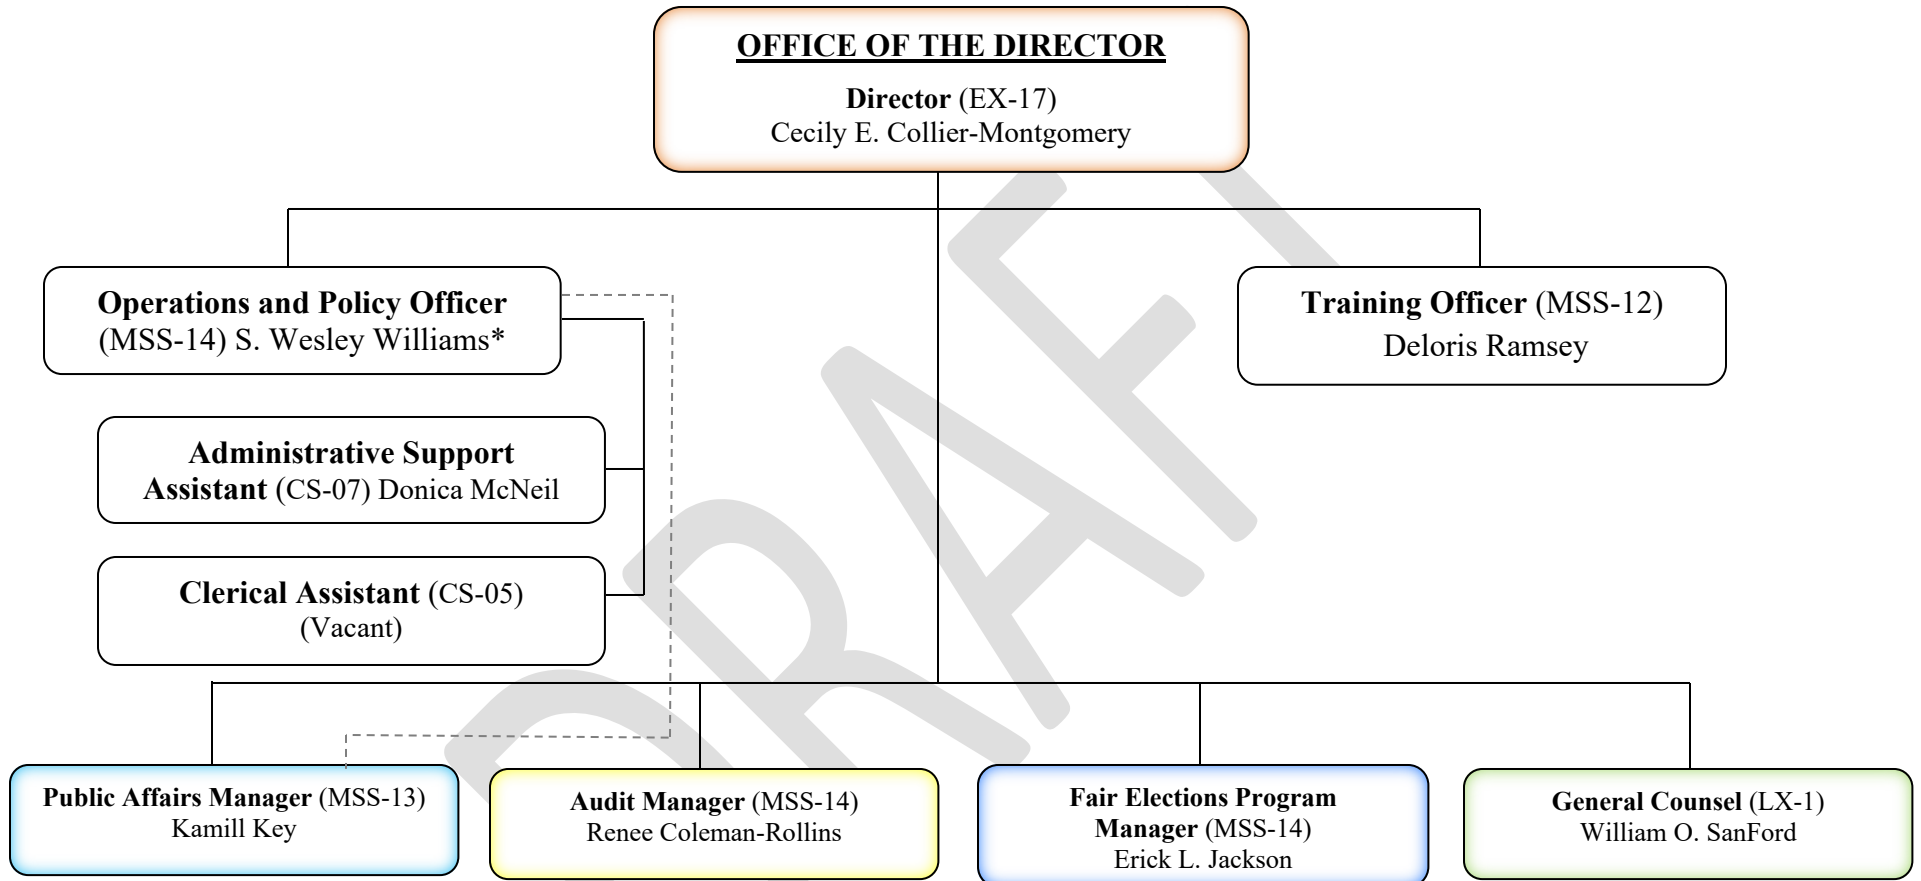 OFFICE OF THE DIRECTOR
Director (EX-17)
Cecily E. Collier-Montgomery
Operations and Policy Officer
(MSS-14) S. Wesley Williams*
Training Officer (MSS-12)
Deloris Ramsey
Administrative Support
Assistant (CS-07) Donica McNeil
Clerical Assistant (CS-05)
(Vacant)
Public Affairs Manager (MSS-13)
Kamill Key
Audit Manager (MSS-14)
Renee Coleman-Rollins
Fair Elections Program
Manager (MSS-14)
Erick L. Jackson
General Counsel (LX-1)
William O. SanFord
DRAFT